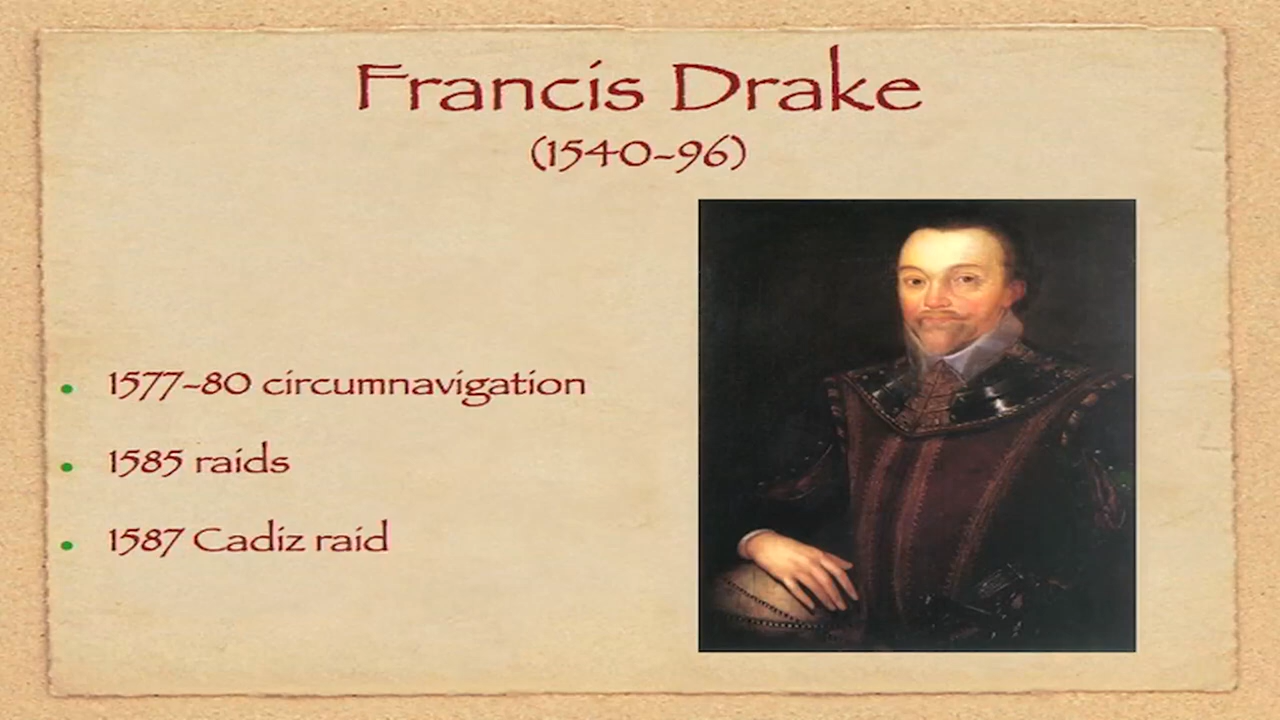 Francis Drake
(1540-96)
1577-80 circumnavigation
1585 raids
1587 Cadiz raid